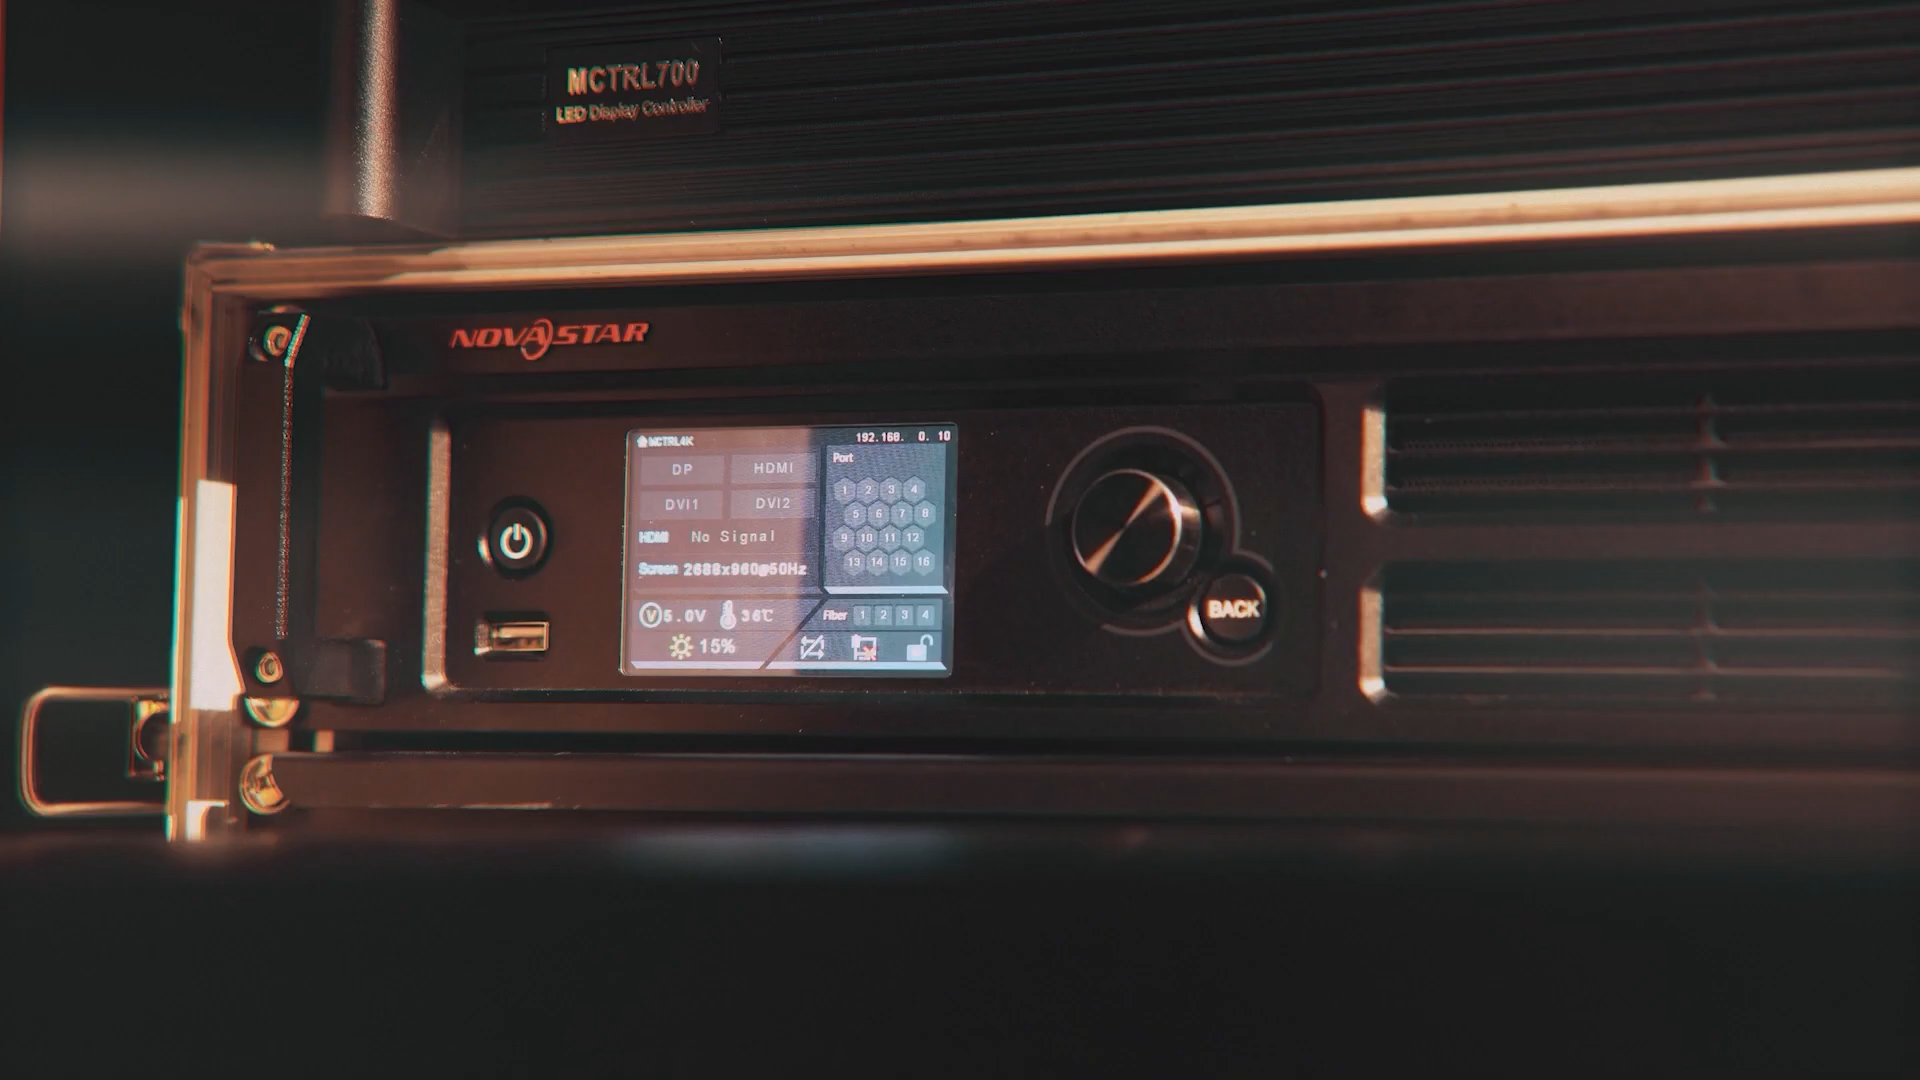 MCTRL700
LED Display Controller
NOVASTAR
MCTRL4K
192.168. 0. 10
DP HDMI
DVI1 DVI2
HDMI No Signal
Screen 2688x960@50Hz
Port
1 2 3 4
5 6 7 8
9 10 11 12
13 14 15 16
V 5.0V 36℃
Fiber 1 2 3 4
15%
BACK